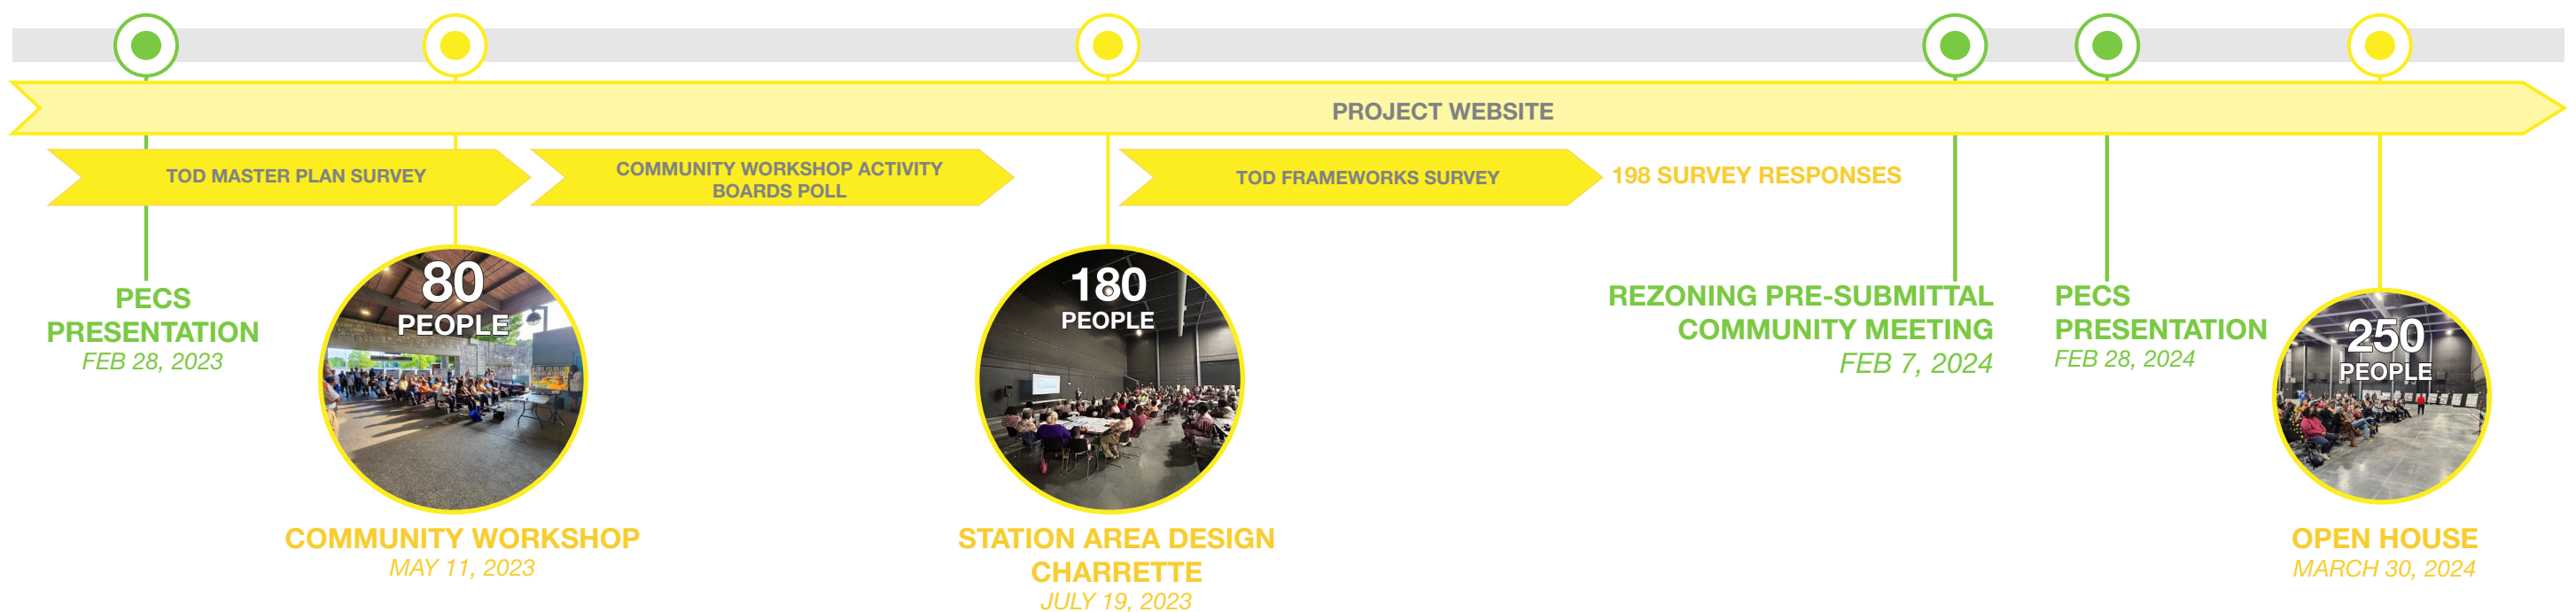 PROJECT WEBSITE
TOD MASTER PLAN SURVEY
COMMUNITY WORKSHOP ACTIVITY
BOARDS POLL
TOD FRAMEWORKS SURVEY
198 SURVEY RESPONSES
PECS
PRESENTATION
FEB 28, 2023
80
PEOPLE
COMMUNITY WORKSHOP
MAY 11, 2023
180
PEOPLE
STATION AREA DESIGN
CHARRETTE
JULY 19, 2023
REZONING PRE-SUBMITTAL
COMMUNITY MEETING
FEB 7, 2024
PECS
PRESENTATION
FEB 28, 2024
250
PEOPLE
OPEN HOUSE
MARCH 30, 2024